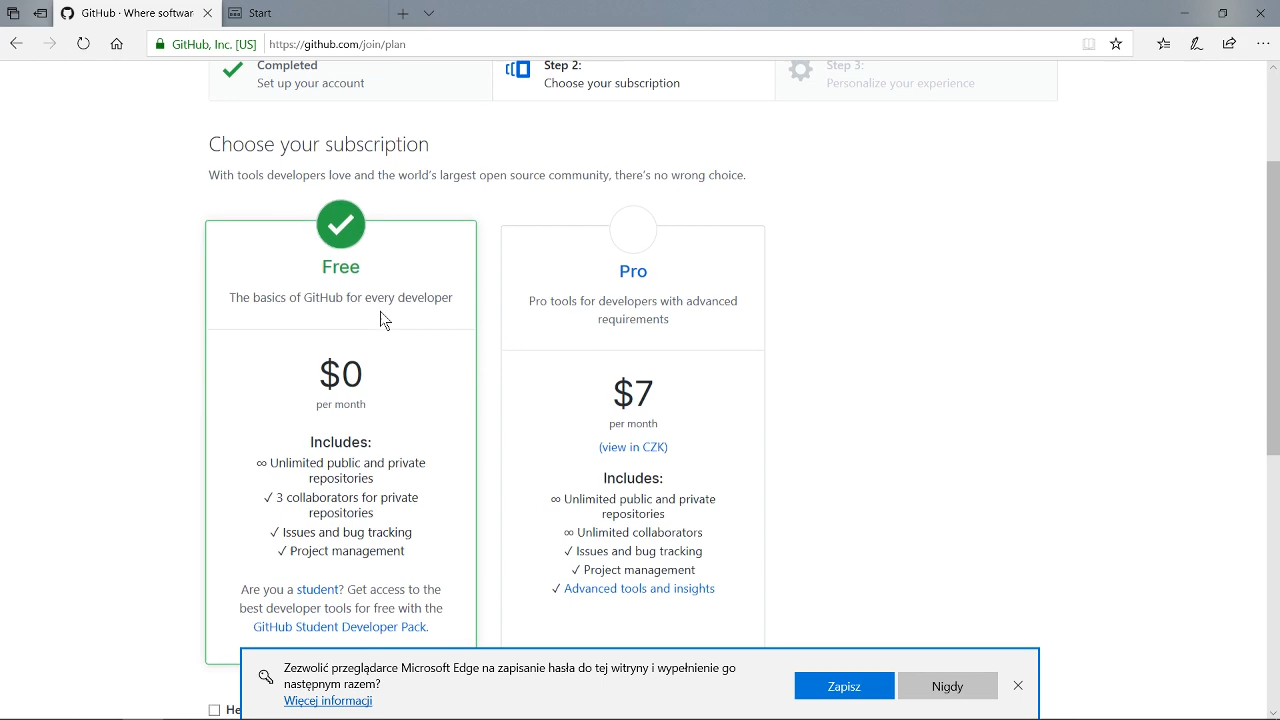 GitHub · Where softwar
Start
GitHub, Inc. [US]
https://github.com/join/plan
Completed
Set up your account
Step 2:
Choose your subscription
Step 3:
Personalize your experience
Choose your subscription
With tools developers love and the world's largest open source community, there's no wrong choice.
Free
The basics of GitHub for every developer
$0
per month
Includes:
∞ Unlimited public and private
repositories
✓ 3 collaborators for private
repositories
✓ Issues and bug tracking
✓ Project management
Are you a student? Get access to the
best developer tools for free with the
GitHub Student Developer Pack.
Pro
Pro tools for developers with advanced
requirements
$7
per month
(view in CZK)
Includes:
∞ Unlimited public and private
repositories
∞ Unlimited collaborators
✓ Issues and bug tracking
✓ Project management
✓ Advanced tools and insights
Zezwolić przeglądarce Microsoft Edge na zapisanie hasła do tej witryny i wypełnienie go
następnym razem?
Więcej informacji
Zapisz
Nigdy